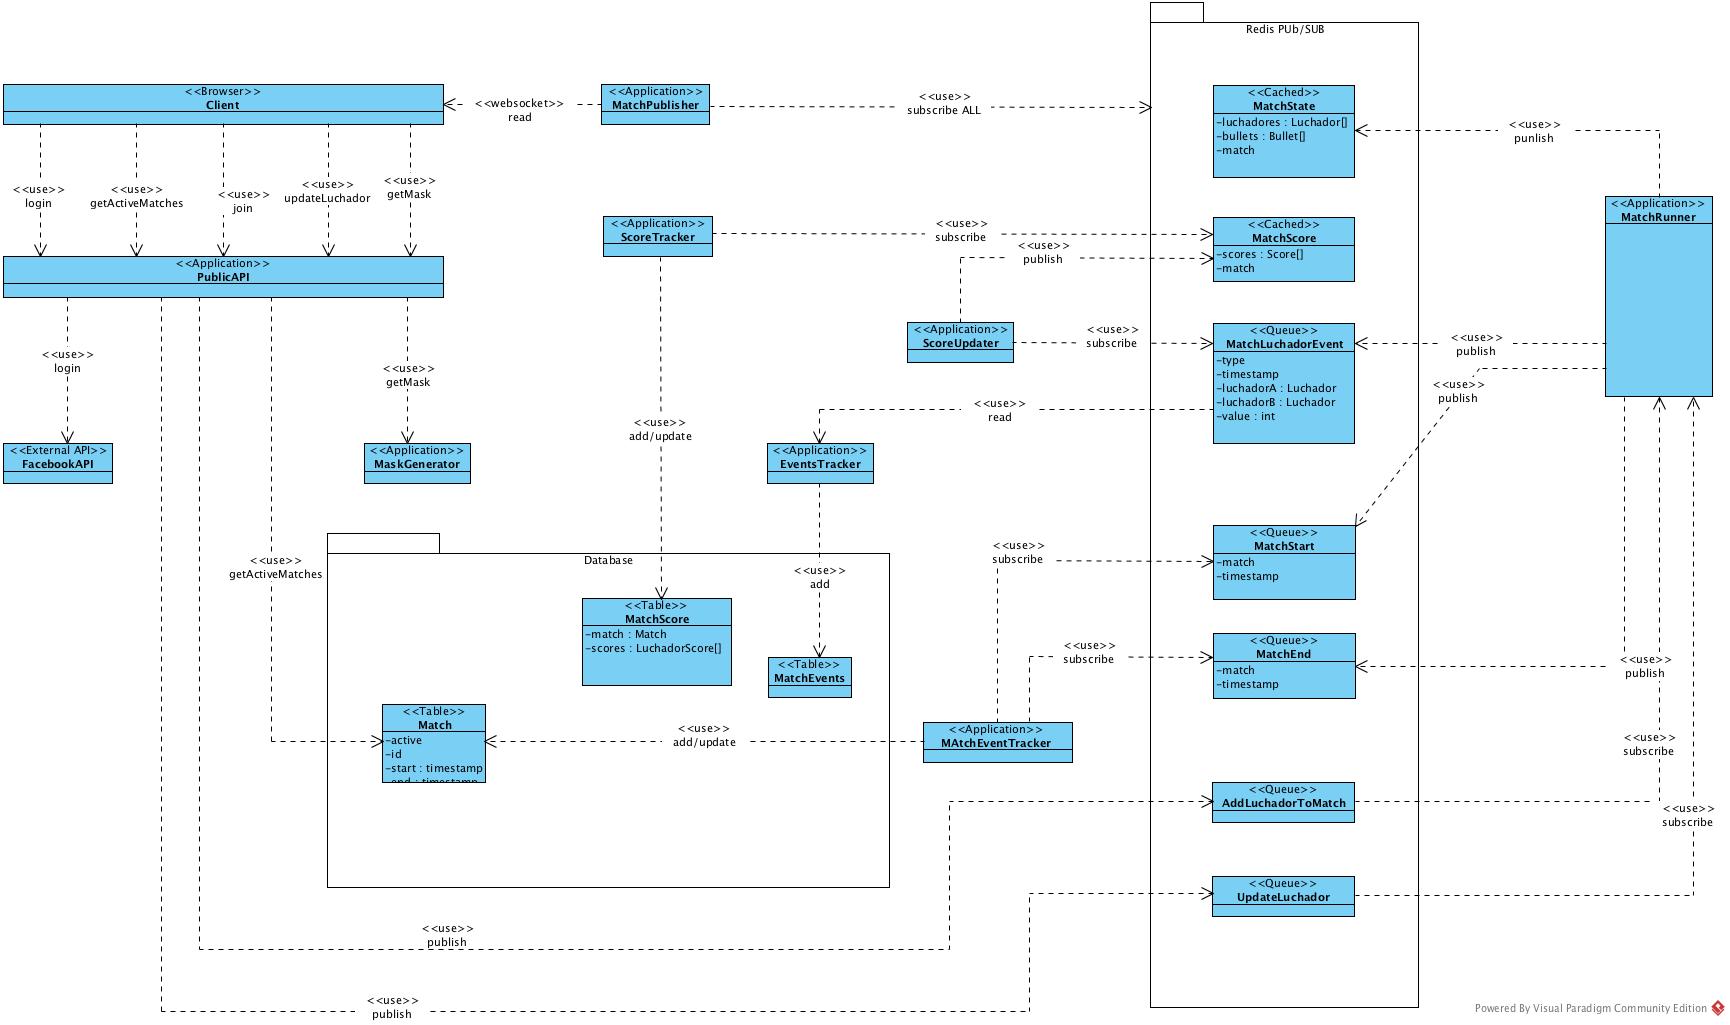 Redis PUb/SUB
<<Browser>>
Client
<<websocket>>
read
<<Application>>
MatchPublisher
<<use>>
subscribe ALL
<<Cached>>
MatchState
-luchadores : Luchador[]
-bullets : Bullet[]
-match
<<use>>
punlish
<<use>>
login
<<use>>
getActiveMatches
<<use>>
join
<<use>>
updateLuchador
<<use>>
getMask
<<Application>>
MatchRunner
<<Application>>
ScoreTracker
<<use>>
subscribe
<<use>>
publish
<<Cached>>
MatchScore
-scores : Score[]
-match
<<Application>>
PublicAPI
<<Application>>
ScoreUpdater
<<use>>
subscribe
<<Queue>>
MatchLuchadorEvent
-type
-timestamp
-luchadorA : Luchador
-luchadorB : Luchador
-value : int
<<use>>
publish
<<use>>
publish
<<use>>
login
<<use>>
getMask
<<use>>
read
<<use>>
add/update
<<External API>>
FacebookAPI
<<Application>>
MaskGenerator
<<Application>>
EventsTracker
<<use>>
getActiveMatches
Database
<<use>>
add
<<use>>
subscribe
<<Queue>>
MatchStart
-match
-timestamp
<<Table>>
MatchScore
-match : Match
-scores : LuchadorScore[]
<<Table>>
MatchEvents
<<use>>
subscribe
<<Queue>>
MatchEnd
-match
-timestamp
<<use>>
publish
<<Table>>
Match
-active
-id
-start : timestamp
-end : timestamp
<<use>>
add/update
<<Application>>
MAtchEventTracker
<<use>>
subscribe
<<Queue>>
AddLuchadorToMatch
<<use>>
subscribe
<<Queue>>
UpdateLuchador
<<use>>
publish
<<use>>
publish
Powered By Visual Paradigm Community Edition